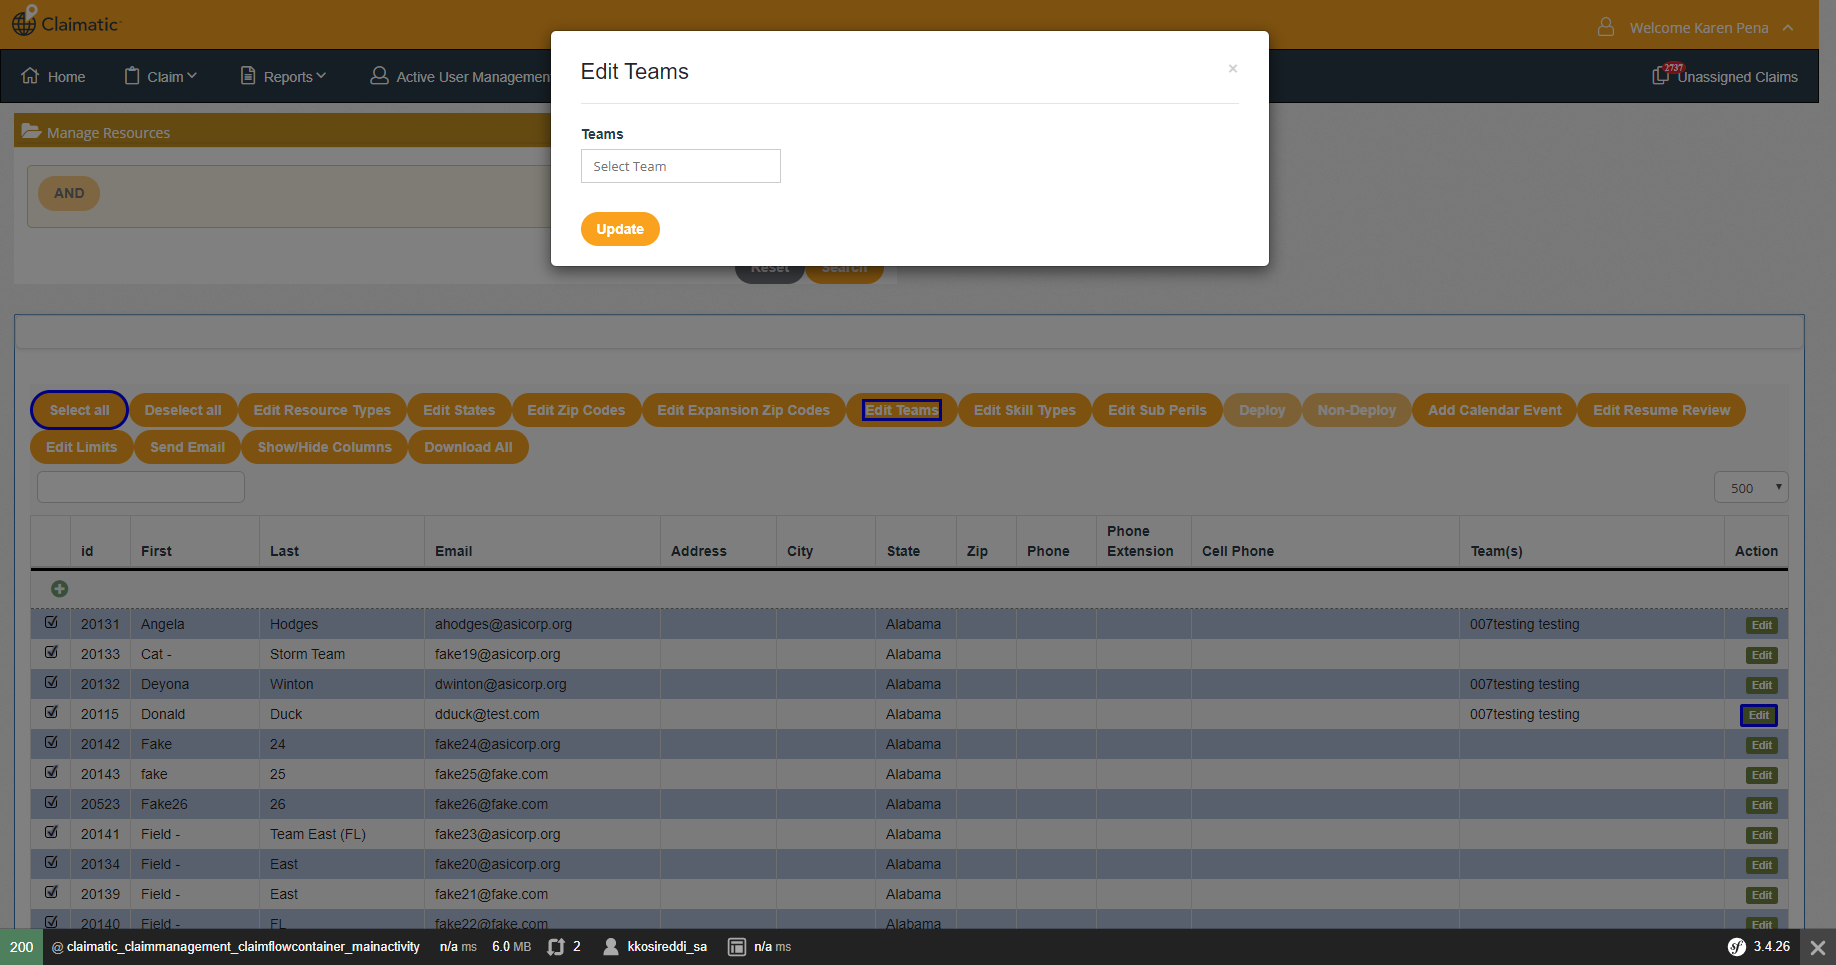 Claimatic
Welcome Karen Pena
Home
Claim
Reports
Active User Managemen
2737
Unassigned Claims
Edit Teams
×
Teams
Select Team
Update
Manage Resources
AND
Reset
Search
Select all
Deselect all
Edit Resource Types
Edit States
Edit Zip Codes
Edit Expansion Zip Codes
Edit Teams
Edit Skill Types
Edit Sub Perils
Deploy
Non-Deploy
Add Calendar Event
Edit Resume Review
Edit Limits
Send Email
Show/Hide Columns
Download All
500
id First Last Email Address City State Zip Phone Phone Extension Cell Phone Team(s) Action
20131 Angela Hodges ahodges@asicorp.org Alabama 007testing testing Edit
20133 Cat - Storm Team fake19@asicorp.org Alabama Edit
20132 Deyona Winton dwinton@asicorp.org Alabama 007testing testing Edit
20115 Donald Duck dduck@test.com Alabama 007testing testing Edit
20142 Fake 24 fake24@asicorp.org Alabama Edit
20143 fake 25 fake25@fake.com Alabama Edit
20523 Fake26 26 fake26@fake.com Alabama Edit
20141 Field - Team East (FL) fake23@asicorp.org Alabama Edit
20134 Field - East fake20@asicorp.org Alabama Edit
20139 Field - East fake21@fake.com Alabama Edit
20140 Field - FL fake22@fake.com Alabama Edit
200 @ claimatic_claimmanagement_claimflowcontainer_mainactivity n/a ms 6.0 MB 2 kkosireddi_sa n/a ms sf 3.4.26